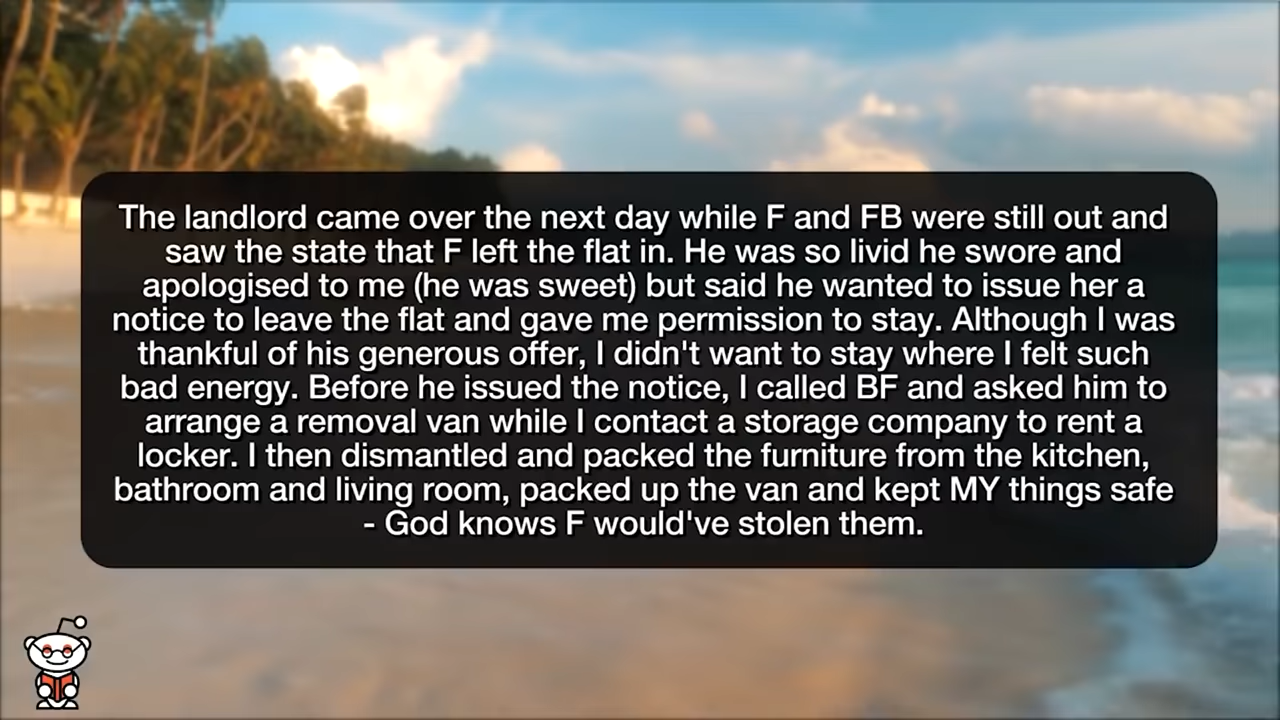 The landlord came over the next day while F and FB were still out and
saw the state that F left the flat in. He was so livid he swore and
apologised to me (he was sweet) but said he wanted to issue her a
notice to leave the flat and gave me permission to stay. Although I was
thankful of his generous offer, I didn't want to stay where I felt such
bad energy. Before he issued the notice, I called BF and asked him to
arrange a removal van while I contact a storage company to rent a
locker. I then dismantled and packed the furniture from the kitchen,
bathroom and living room, packed up the van and kept MY things safe
- God knows F would've stolen them.